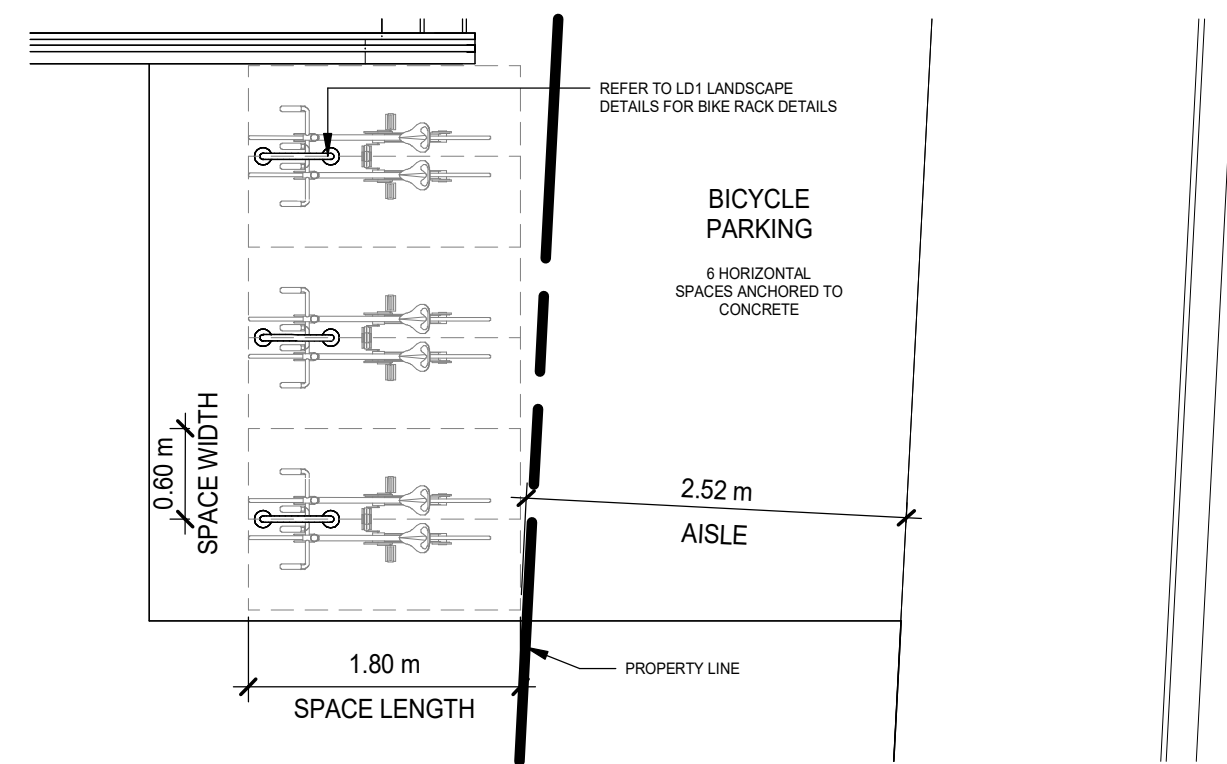 REFER TO LD1 LANDSCAPE
DETAILS FOR BIKE RACK DETAILS
BICYCLE
PARKING
6 HORIZONTAL
SPACES ANCHORED TO
CONCRETE
0.60 m
SPACE WIDTH
2.52 m
AISLE
1.80 m
SPACE LENGTH
PROPERTY LINE